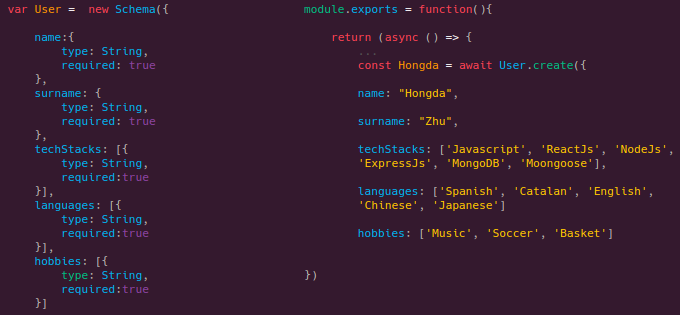 var User =  new Schema({
name:{
type: String,
required: true
},
surname: {
type: String,
required: true
},
techStacks: [{
type: String,
required:true
}],
languages: [{
type: String,
required:true
}],
hobbies: [{
type: String,
required:true
}]
module.exports = function(){
return (async () => {
...
const Hongda = await User.create({
name: "Hongda",
surname: "Zhu",
techStacks: ['Javascript', 'ReactJs', 'NodeJs',
'ExpressJs', 'MongoDB', 'Moongoose'],
languages: ['Spanish', 'Catalan', 'English',
'Chinese', 'Japanese']
hobbies: ['Music', 'Soccer', 'Basket']
})